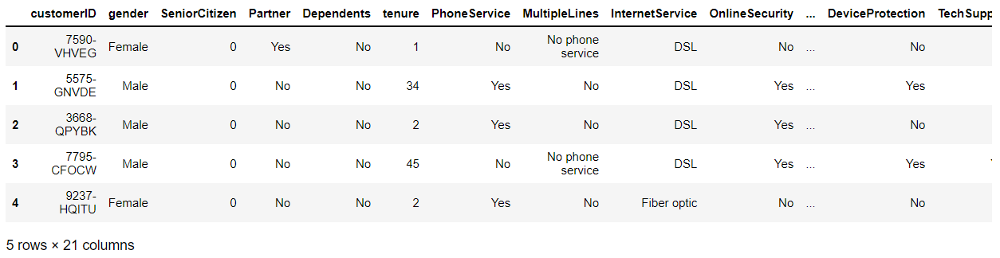 customerID gender SeniorCitizen Partner Dependents tenure PhoneService MultipleLines InternetService OnlineSecurity ... DeviceProtection
0 7590-VHVEG Female 0 Yes No 1 No No phone service DSL No ... No
1 5575-GNVDE Male 0 No No 34 Yes No DSL Yes ... Yes
2 3668-QPYBK Male 0 No No 2 Yes No DSL Yes ... No
3 7795-CFOCW Male 0 No No 45 No No phone service DSL Yes ... Yes
4 9237-HQITU Female 0 No No 2 Yes No Fiber optic No ... No
5 rows × 21 columns